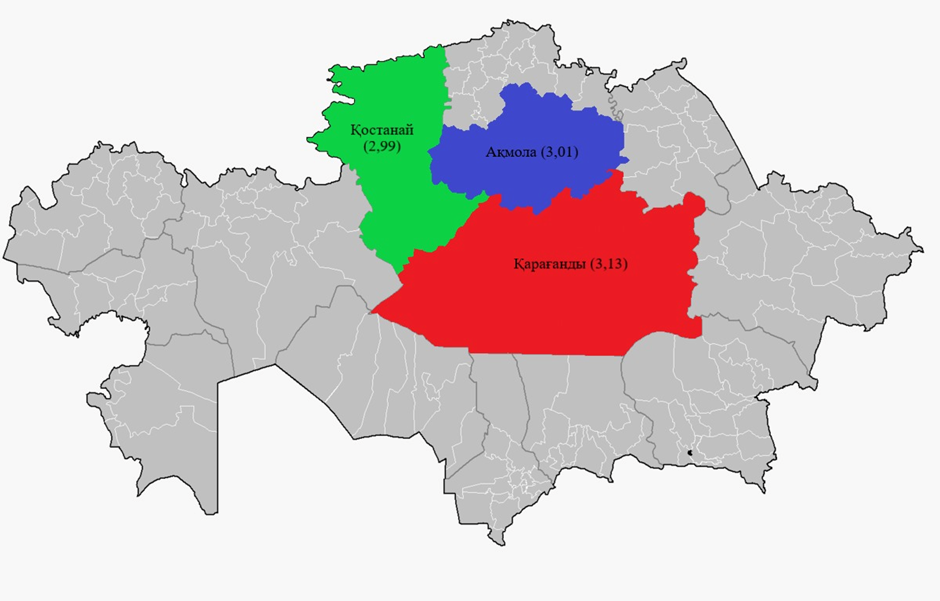 Қостанай
(2,99)
Ақмола (3,01)
Қарағанды (3,13)